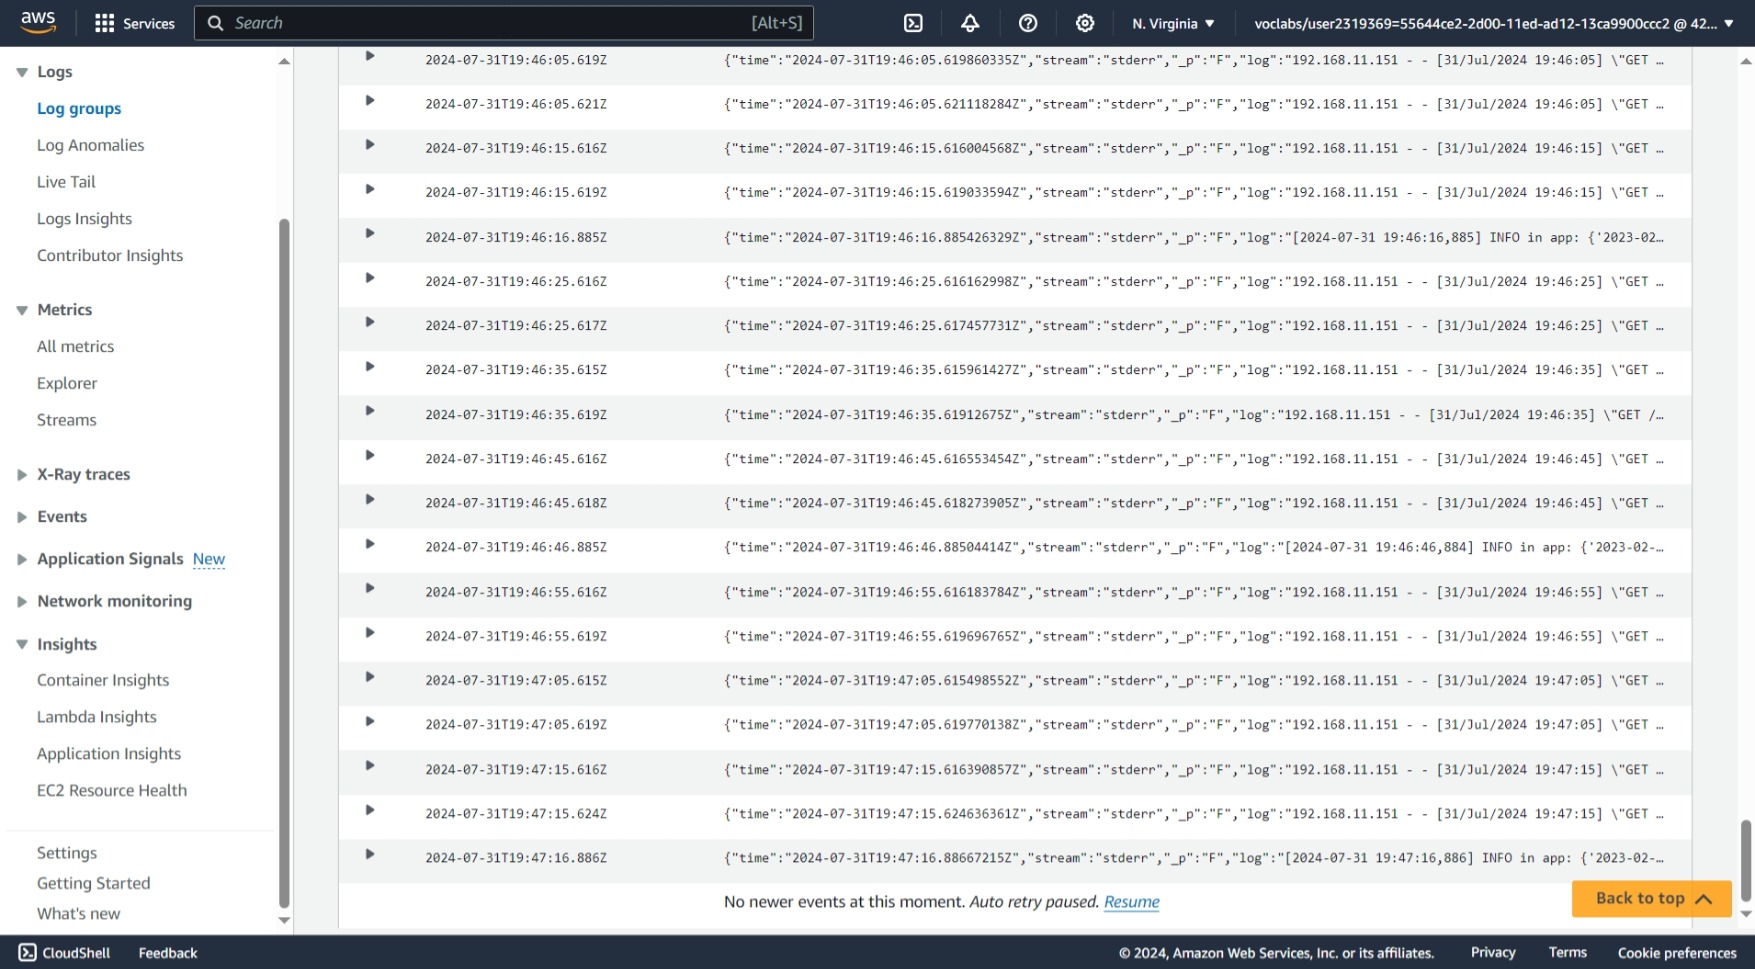 aws Services Search [Alt+S] N. Virginia voclabs/user2319369=55644ce2-2d00-11ed-ad12-13ca9900ccc2 @ 42...
Logs
Log groups
Log Anomalies
Live Tail
Logs Insights
Contributor Insights
Metrics
All metrics
Explorer
Streams
X-Ray traces
Events
Application Signals New
Network monitoring
Insights
Container Insights
Lambda Insights
Application Insights
EC2 Resource Health
Settings
Getting Started
What's new
2024-07-31T19:46:05.619Z {"time":"2024-07-31T19:46:05.619860335Z","stream":"stderr","_p":"F","log":"192.168.11.151 - - [31/Jul/2024 19:46:05] \"GET …
2024-07-31T19:46:05.621Z {"time":"2024-07-31T19:46:05.621118284Z","stream":"stderr","_p":"F","log":"192.168.11.151 - - [31/Jul/2024 19:46:05] \"GET …
2024-07-31T19:46:15.616Z {"time":"2024-07-31T19:46:15.616004568Z","stream":"stderr","_p":"F","log":"192.168.11.151 - - [31/Jul/2024 19:46:15] \"GET …
2024-07-31T19:46:15.619Z {"time":"2024-07-31T19:46:15.619033594Z","stream":"stderr","_p":"F","log":"192.168.11.151 - - [31/Jul/2024 19:46:15] \"GET …
2024-07-31T19:46:16.885Z {"time":"2024-07-31T19:46:16.885426329Z","stream":"stderr","_p":"F","log":"[2024-07-31 19:46:16,885] INFO in app: {'2023-02…
2024-07-31T19:46:25.616Z {"time":"2024-07-31T19:46:25.616162998Z","stream":"stderr","_p":"F","log":"192.168.11.151 - - [31/Jul/2024 19:46:25] \"GET …
2024-07-31T19:46:25.617Z {"time":"2024-07-31T19:46:25.617457731Z","stream":"stderr","_p":"F","log":"192.168.11.151 - - [31/Jul/2024 19:46:25] \"GET …
2024-07-31T19:46:35.615Z {"time":"2024-07-31T19:46:35.615961427Z","stream":"stderr","_p":"F","log":"192.168.11.151 - - [31/Jul/2024 19:46:35] \"GET …
2024-07-31T19:46:35.619Z {"time":"2024-07-31T19:46:35.61912675Z","stream":"stderr","_p":"F","log":"192.168.11.151 - - [31/Jul/2024 19:46:35] \"GET /…
2024-07-31T19:46:45.616Z {"time":"2024-07-31T19:46:45.616553454Z","stream":"stderr","_p":"F","log":"192.168.11.151 - - [31/Jul/2024 19:46:45] \"GET …
2024-07-31T19:46:45.618Z {"time":"2024-07-31T19:46:45.618273905Z","stream":"stderr","_p":"F","log":"192.168.11.151 - - [31/Jul/2024 19:46:45] \"GET …
2024-07-31T19:46:46.885Z {"time":"2024-07-31T19:46:46.88504414Z","stream":"stderr","_p":"F","log":"[2024-07-31 19:46:46,884] INFO in app: {'2023-02-…
2024-07-31T19:46:55.616Z {"time":"2024-07-31T19:46:55.616183784Z","stream":"stderr","_p":"F","log":"192.168.11.151 - - [31/Jul/2024 19:46:55] \"GET …
2024-07-31T19:46:55.619Z {"time":"2024-07-31T19:46:55.619696765Z","stream":"stderr","_p":"F","log":"192.168.11.151 - - [31/Jul/2024 19:46:55] \"GET …
2024-07-31T19:47:05.615Z {"time":"2024-07-31T19:47:05.615498552Z","stream":"stderr","_p":"F","log":"192.168.11.151 - - [31/Jul/2024 19:47:05] \"GET …
2024-07-31T19:47:05.619Z {"time":"2024-07-31T19:47:05.619770138Z","stream":"stderr","_p":"F","log":"192.168.11.151 - - [31/Jul/2024 19:47:05] \"GET …
2024-07-31T19:47:15.616Z {"time":"2024-07-31T19:47:15.616390857Z","stream":"stderr","_p":"F","log":"192.168.11.151 - - [31/Jul/2024 19:47:15] \"GET …
2024-07-31T19:47:15.624Z {"time":"2024-07-31T19:47:15.624636361Z","stream":"stderr","_p":"F","log":"192.168.11.151 - - [31/Jul/2024 19:47:15] \"GET …
2024-07-31T19:47:16.886Z {"time":"2024-07-31T19:47:16.88667215Z","stream":"stderr","_p":"F","log":"[2024-07-31 19:47:16,886] INFO in app: {'2023-02-…
No newer events at this moment. Auto retry paused. Resume
Back to top
CloudShell Feedback © 2024, Amazon Web Services, Inc. or its affiliates. Privacy Terms Cookie preferences